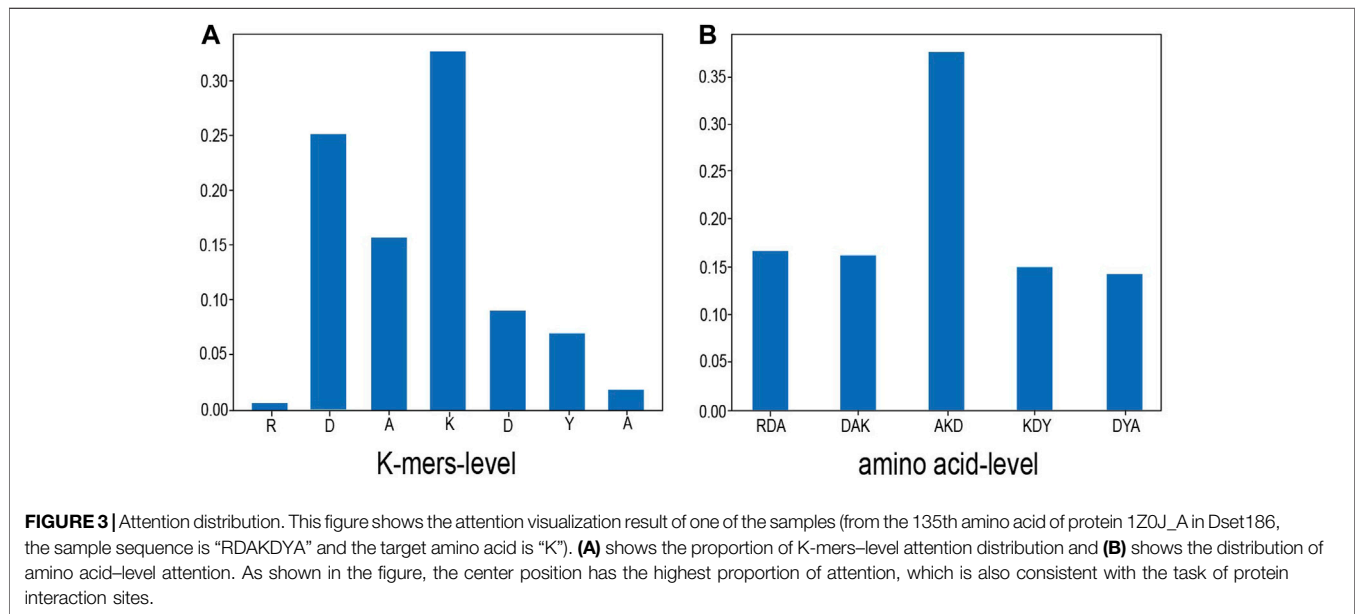 A
0.30
0.25
0.20
0.15
0.10
0.05
0.00
R D A K D Y A
K-mers-level
B
0.35
0.30
0.25
0.20
0.15
0.10
0.05
0.00
RDA DAK AKD KDY DYA
amino acid-level
FIGURE 3 | Attention distribution. This figure shows the attention visualization result of one of the samples (from the 135th amino acid of protein 1Z0J_A in Dset186,
the sample sequence is “RDAKDYA” and the target amino acid is “K”). (A) shows the proportion of K-mers–level attention distribution and (B) shows the distribution of
amino acid–level attention. As shown in the figure, the center position has the highest proportion of attention, which is also consistent with the task of protein
interaction sites.